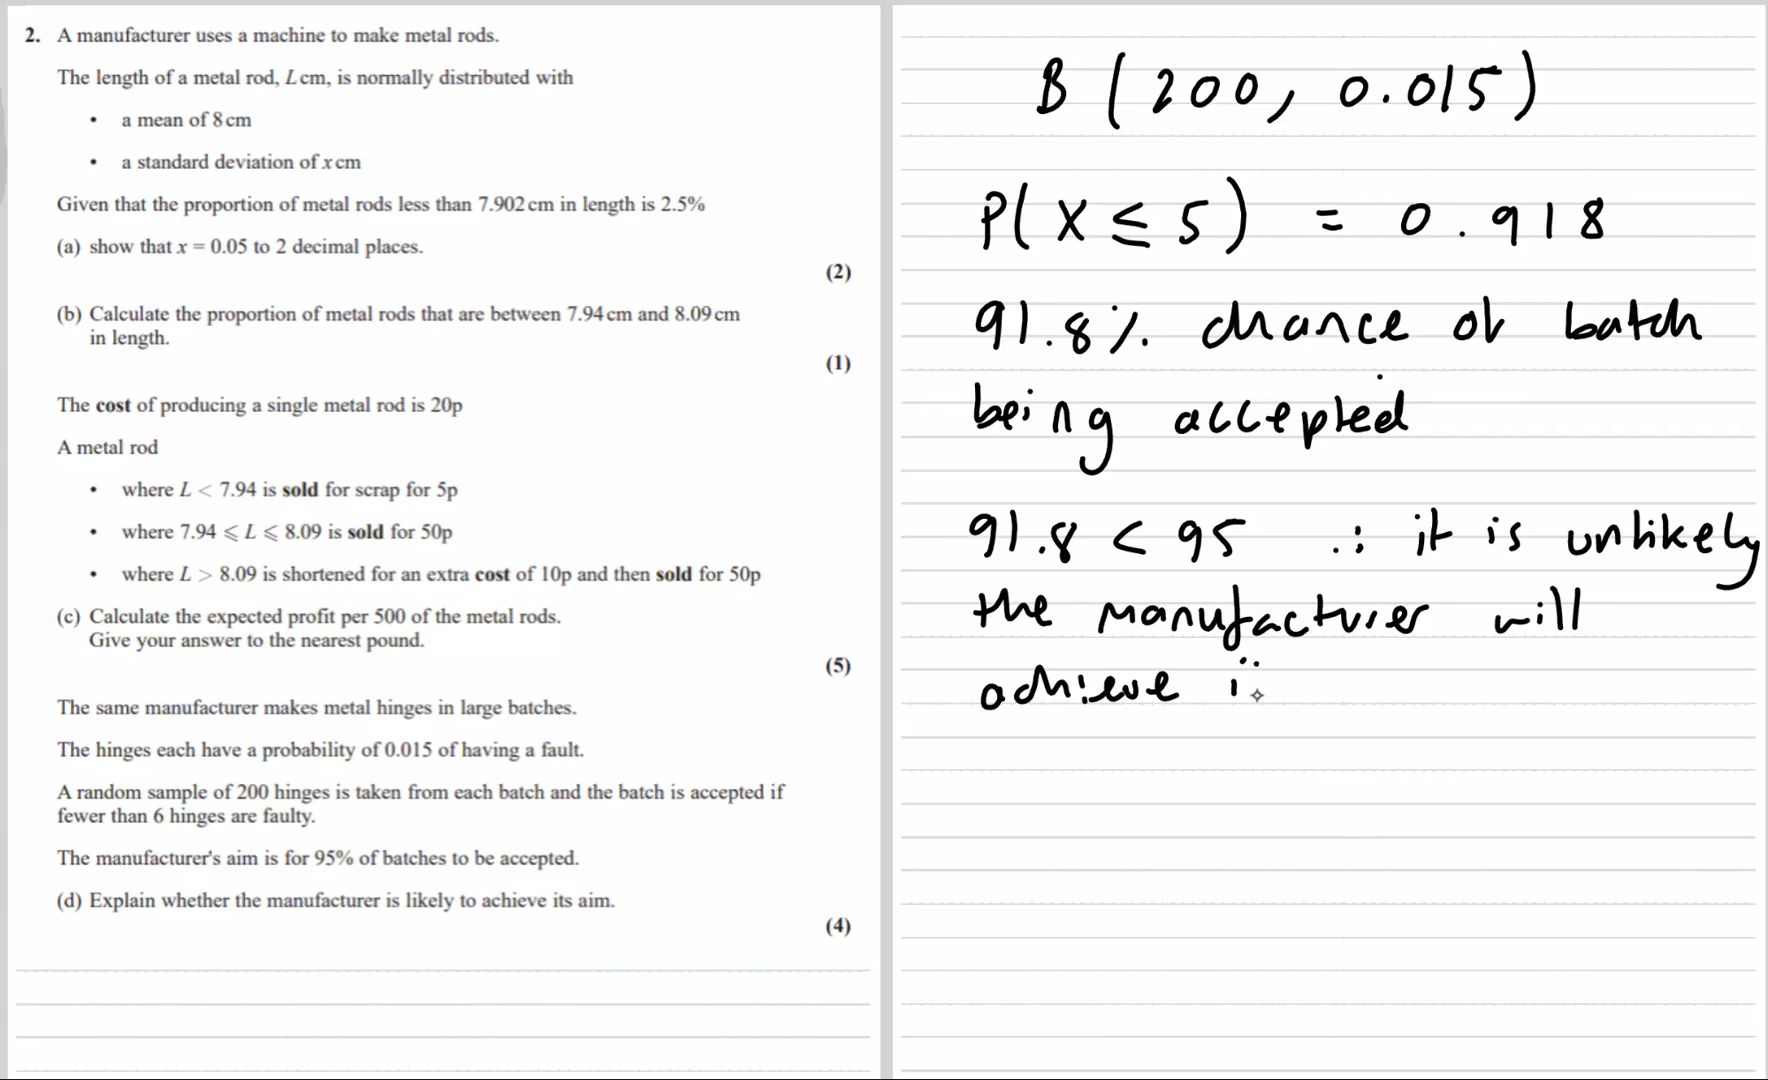 2. A manufacturer uses a machine to make metal rods.
The length of a metal rod, L cm, is normally distributed with
• a mean of 8 cm
• a standard deviation of x cm
Given that the proportion of metal rods less than 7.902 cm in length is 2.5%
(a) show that x = 0.05 to 2 decimal places.
(2)
(b) Calculate the proportion of metal rods that are between 7.94 cm and 8.09 cm
in length.
(1)
The cost of producing a single metal rod is 20p
A metal rod
• where L < 7.94 is sold for scrap for 5p
• where 7.94 ⩽ L ⩽ 8.09 is sold for 50p
• where L > 8.09 is shortened for an extra cost of 10p and then sold for 50p
(c) Calculate the expected profit per 500 of the metal rods.
Give your answer to the nearest pound.
(5)
The same manufacturer makes metal hinges in large batches.
The hinges each have a probability of 0.015 of having a fault.
A random sample of 200 hinges is taken from each batch and the batch is accepted if
fewer than 6 hinges are faulty.
The manufacturer's aim is for 95% of batches to be accepted.
(d) Explain whether the manufacturer is likely to achieve its aim.
(4)
B (200, 0.015)
P(X ≤ 5) = 0.918
91.8% chance of batch
being accepted
91.8 < 95 ∴ it is unlikely
the manufacturer will
achieve i